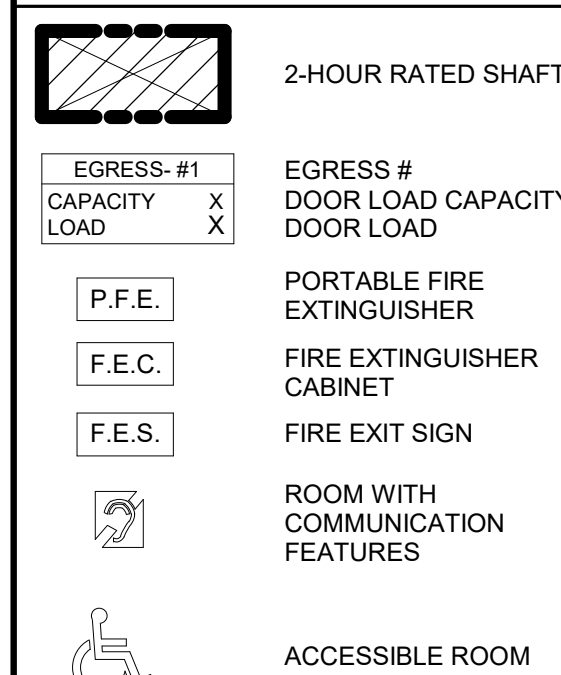 2-HOUR RATED SHAFT
EGRESS- #1
CAPACITY X
LOAD X
EGRESS #
DOOR LOAD CAPACITY
DOOR LOAD
P.F.E.
PORTABLE FIRE
EXTINGUISHER
F.E.C.
FIRE EXTINGUISHER
CABINET
F.E.S.
FIRE EXIT SIGN
ROOM WITH
COMMUNICATION
FEATURES
ACCESSIBLE ROOM